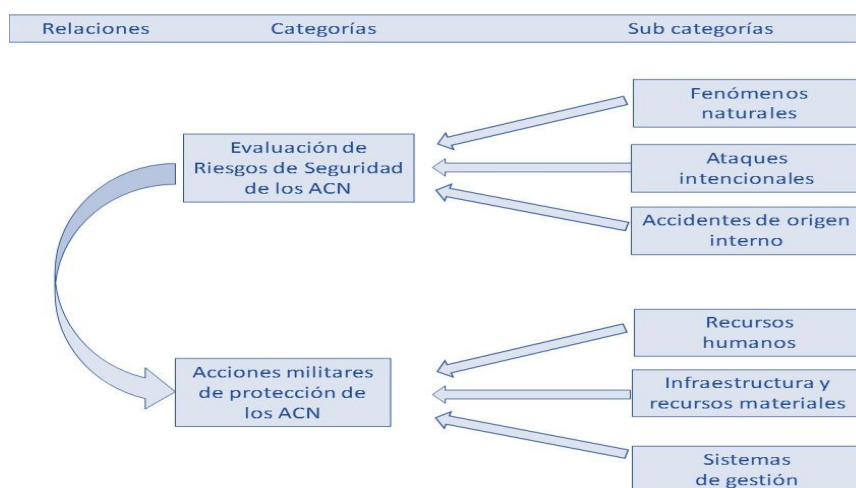 Relaciones Categorías Sub categorías
Fenómenos
naturales
Evaluación de
Riesgos de Seguridad
de los ACN
Ataques
intencionales
Accidentes de origen
interno
Recursos
humanos
Acciones militares
de protección de
los ACN
Infraestructura y
recursos materiales
Sistemas
de gestión